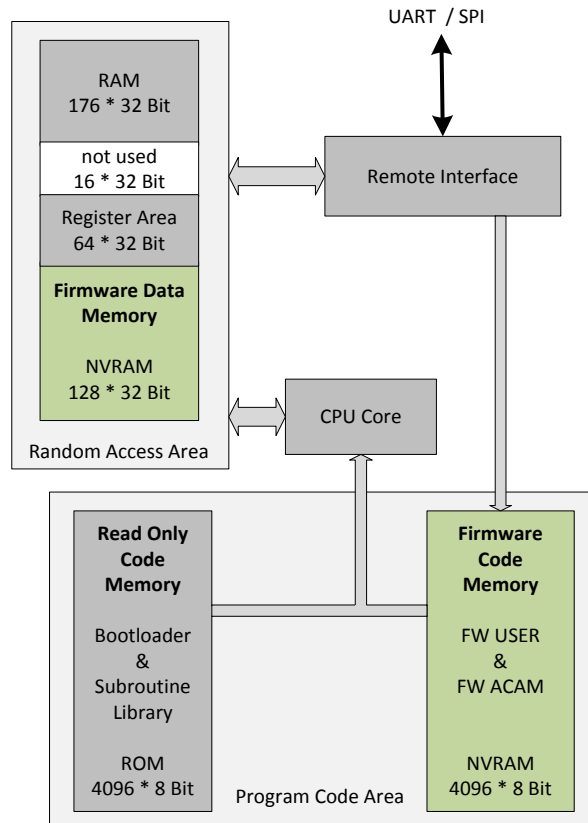 UART / SPI
RAM
176 * 32 Bit
not used
16 * 32 Bit
Register Area
64 * 32 Bit
Firmware Data
Memory
NVRAM
128 * 32 Bit
Random Access Area
Remote Interface
CPU Core
Read Only
Code
Memory
Bootloader
&
Subroutine
Library
ROM
4096 * 8 Bit
Program Code Area
Firmware
Code
Memory
FW USER
&
FW ACAM
NVRAM
4096 * 8 Bit